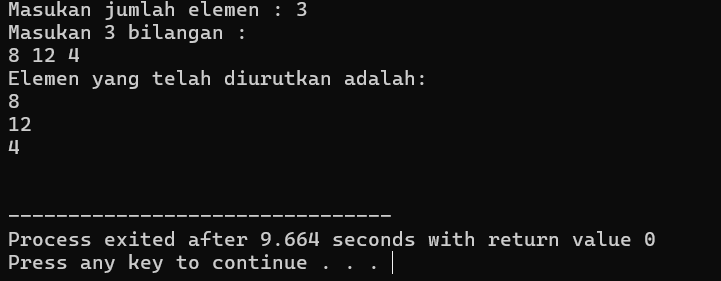 Masukan jumlah elemen : 3
Masukan 3 bilangan :
8 12 4
Elemen yang telah diurutkan adalah:
8
12
4
--------------------------------
Process exited after 9.664 seconds with return value 0
Press any key to continue . . .